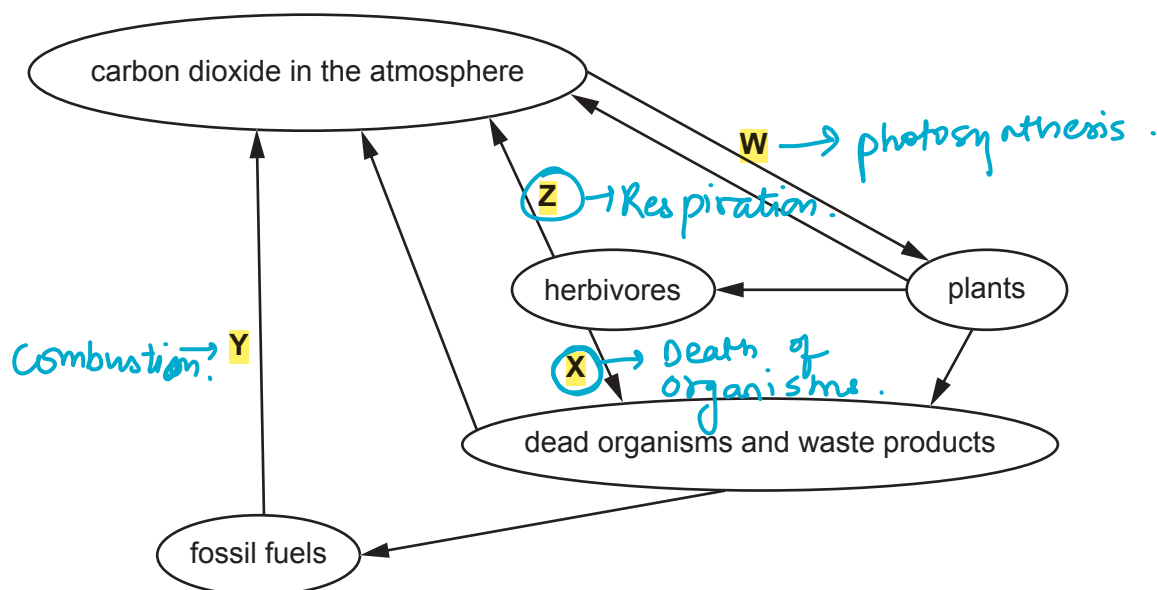 carbon dioxide in the atmosphere
W → photosynthesis.
Z → Respiration.
herbivores
plants
Combustion. → Y
X → Death of
organisms.
dead organisms and waste products
fossil fuels